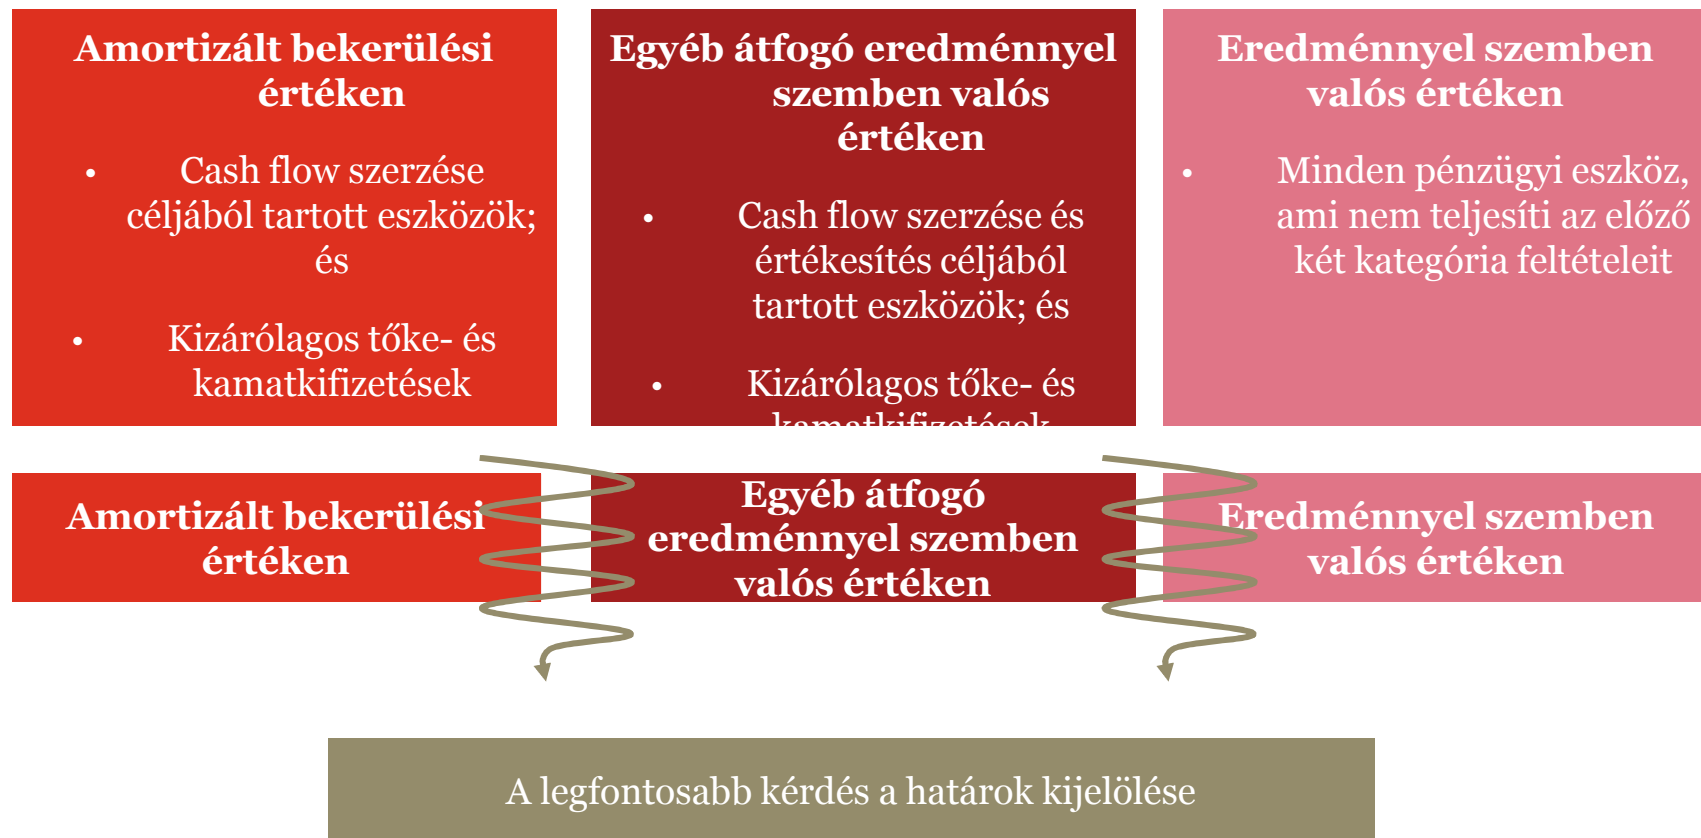 Amortizált bekerülési
értéken
• Cash flow szerzése
céljából tartott eszközök;
és
• Kizárólagos tőke- és
kamatkifizetések
Egyéb átfogó eredménnyel
szemben valós
értéken
• Cash flow szerzése és
értékesítés céljából
tartott eszközök; és
• Kizárólagos tőke- és
kamatkifizetések
Eredménnyel szemben
valós értéken
• Minden pénzügyi eszköz,
ami nem teljesíti az előző
két kategória feltételeit
Amortizált bekerülési
értéken
Egyéb átfogó
eredménnyel szemben
valós értéken
Eredménnyel szemben
valós értéken
A legfontosabb kérdés a határok kijelölése